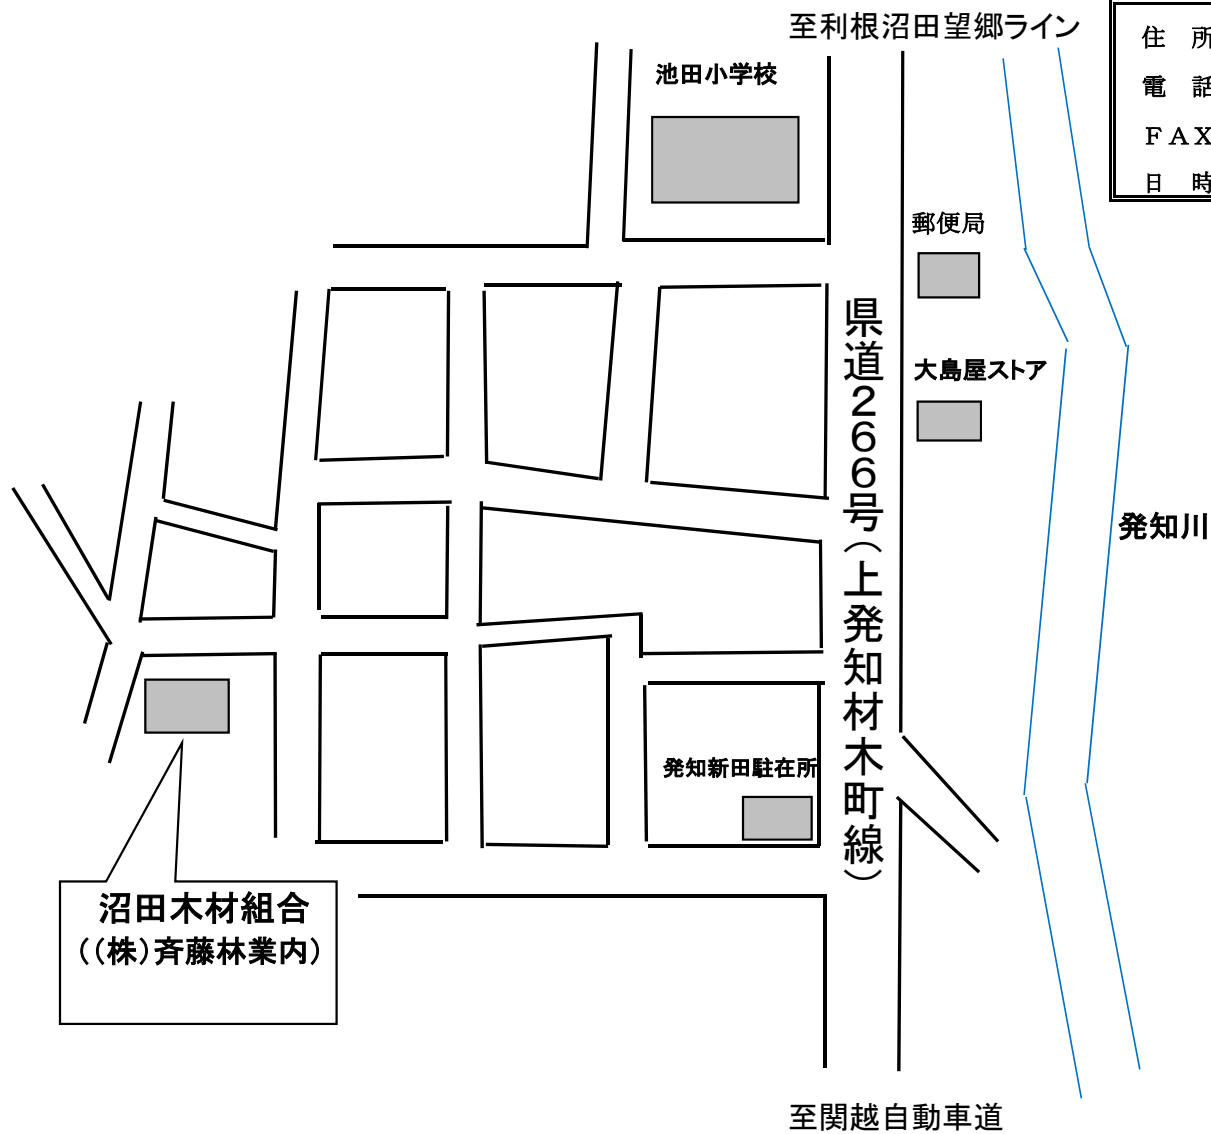 至利根沼田望郷ライン
住　所
電　話
ＦＡＸ
日　時
池田小学校
郵便局
大島屋ストア
県道２６６号（上発知材木町線）
発知川
発知新田駐在所
沼田木材組合
（（株）斉藤林業内）
至関越自動車道